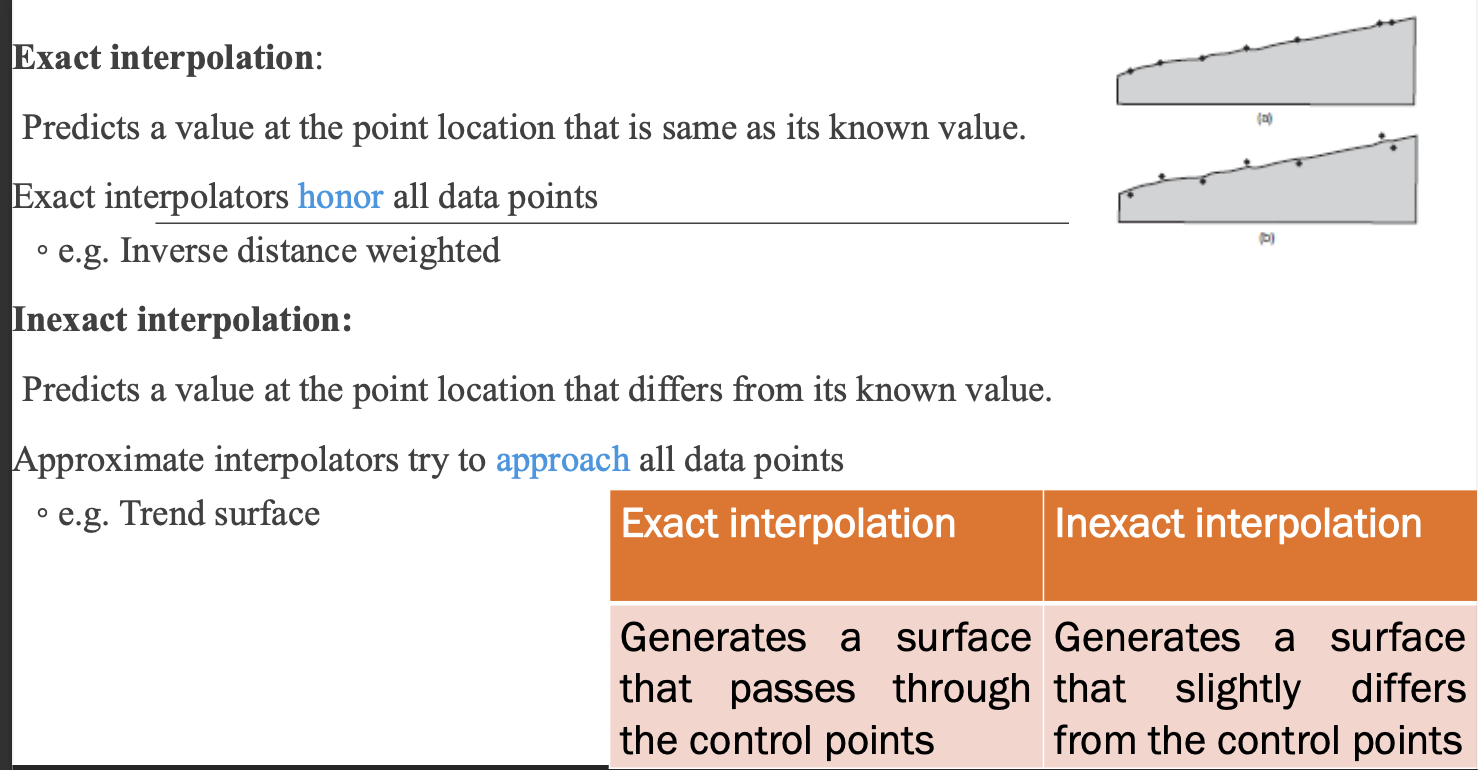 Exact interpolation:
Predicts a value at the point location that is same as its known value.
Exact interpolators honor all data points
◦ e.g. Inverse distance weighted
Inexact interpolation:
Predicts a value at the point location that differs from its known value.
Approximate interpolators try to approach all data points
◦ e.g. Trend surface
(a)
(b)
Exact interpolation
Inexact interpolation
Generates a surface
that passes through
the control points
Generates a surface
that slightly differs
from the control points